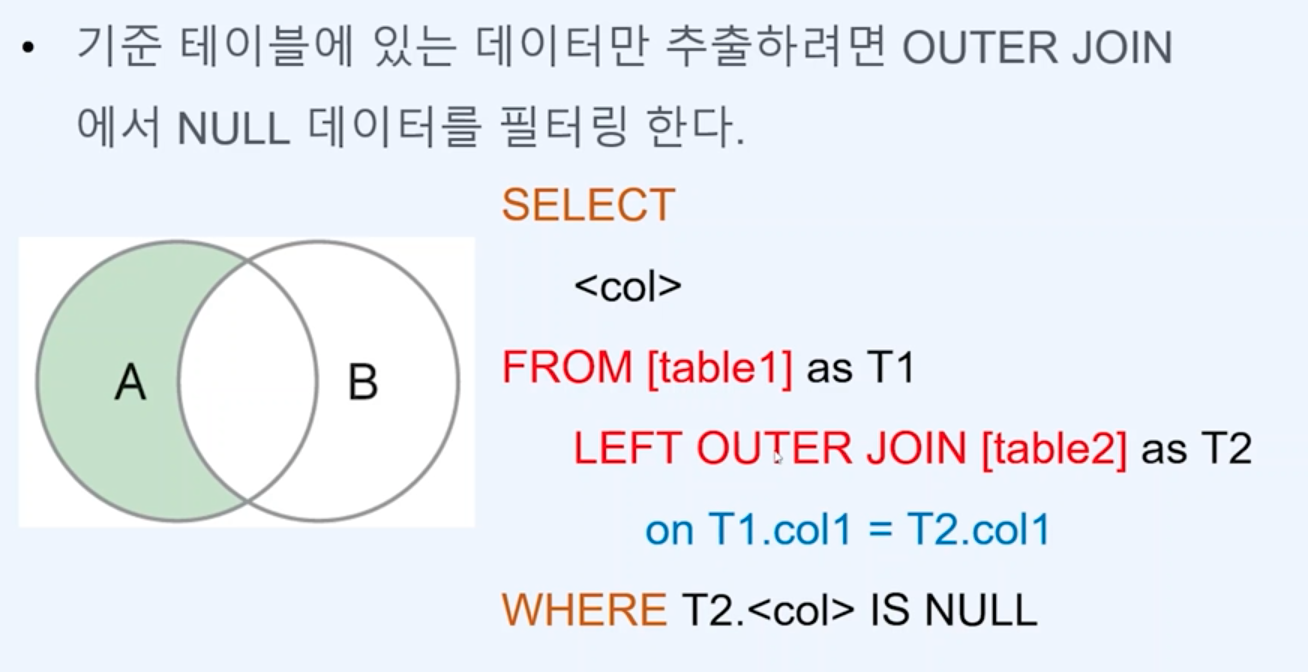 • 기준 테이블에 있는 데이터만 추출하려면 OUTER JOIN
에서 NULL 데이터를 필터링 한다.
A
B
SELECT
<col>
FROM [table1] as T1
LEFT OUTER JOIN [table2] as T2
on T1.col1 = T2.col1
WHERE T2.<col> IS NULL